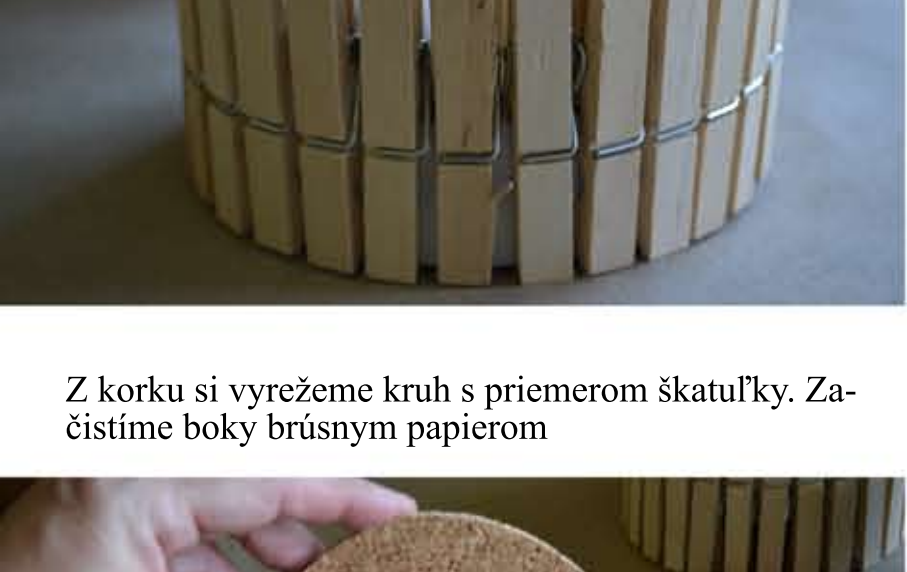 Z korku si vyrežeme kruh s priemerom škatuľky. Za-
čistíme boky brúsnym papierom